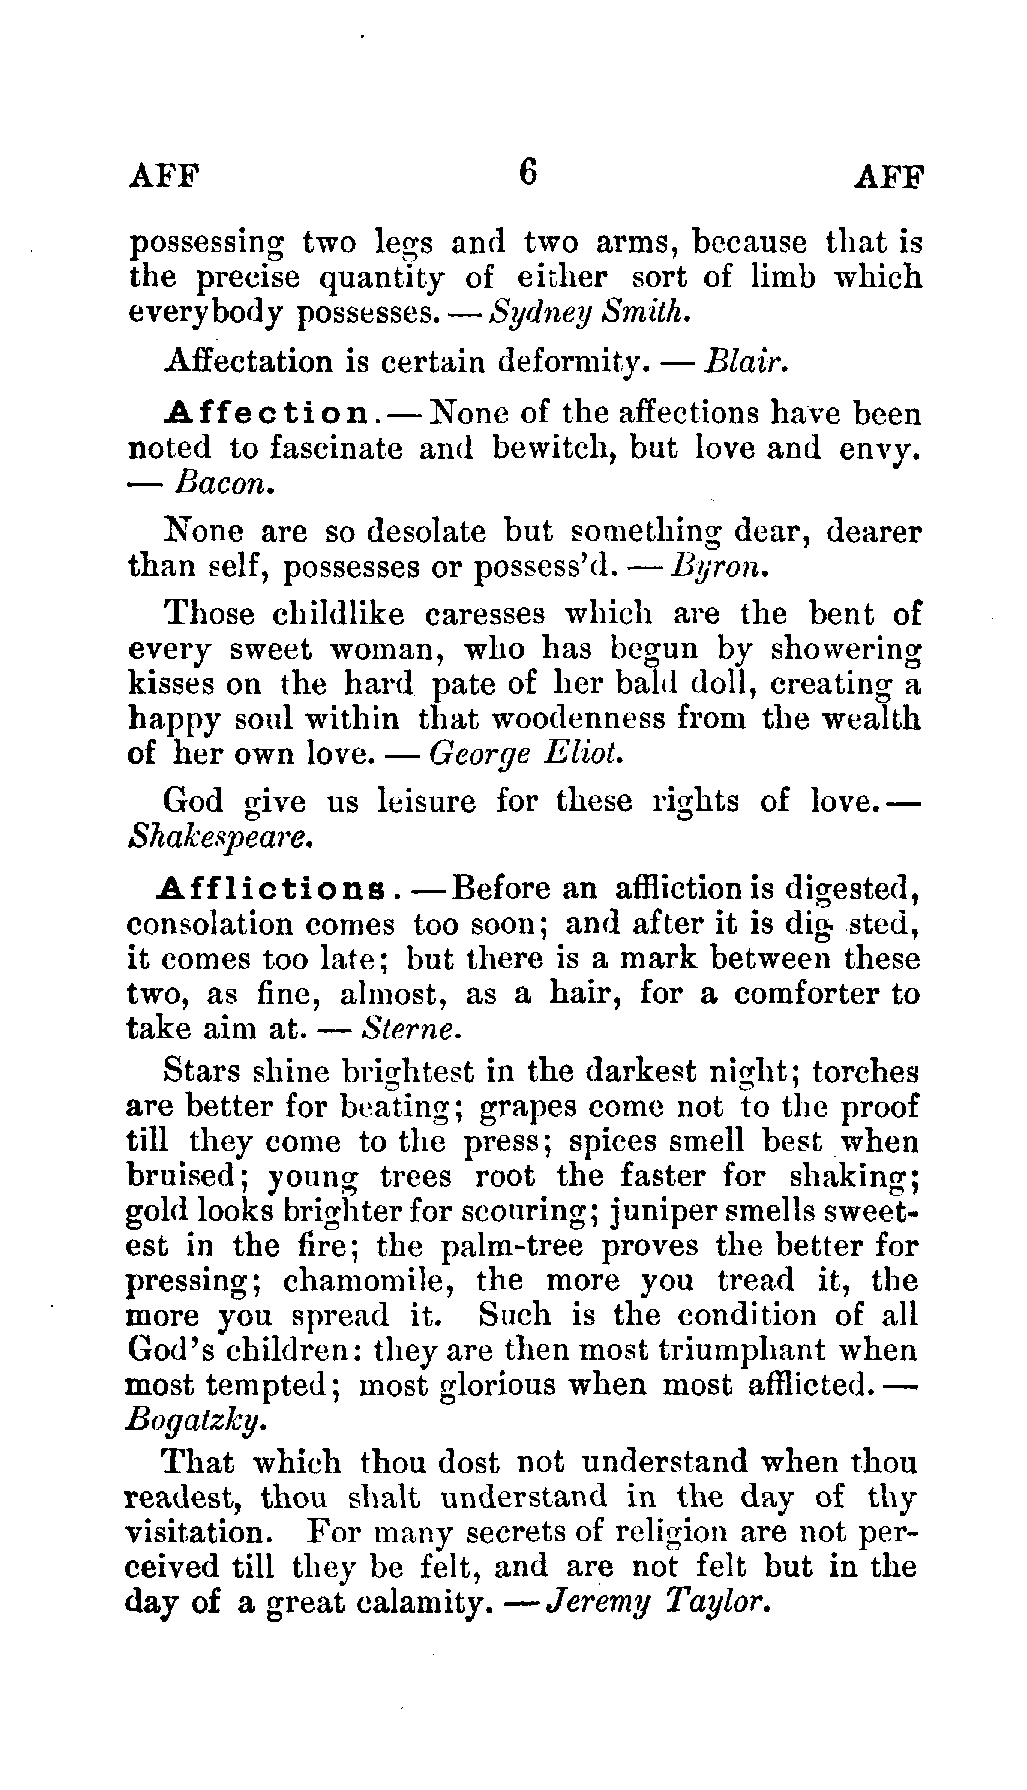 AFF 6 AFF
possessing two legs and two arms, because that is
the precise quantity of either sort of limb which
everybody possesses. — Sydney Smith.
Affectation is certain deformity. — Blair.
Affection. — None of the affections have been
noted to fascinate and bewitch, but love and envy.
— Bacon.
None are so desolate but something dear, dearer
than self, possesses or possess'd. — Byron.
Those childlike caresses which are the bent of
every sweet woman, who has begun by showering
kisses on the hard pate of her bald doll, creating a
happy soul within that woodenness from the wealth
of her own love. — George Eliot.
God give us leisure for these rights of love. —
Shakespeare.
Afflictions. — Before an affliction is digested,
consolation comes too soon; and after it is dig sted,
it comes too late; but there is a mark between these
two, as fine, almost, as a hair, for a comforter to
take aim at. — Sterne.
Stars shine brightest in the darkest night; torches
are better for beating; grapes come not to the proof
till they come to the press; spices smell best when
bruised; young trees root the faster for shaking;
gold looks brighter for scouring; juniper smells sweet-
est in the fire; the palm-tree proves the better for
pressing; chamomile, the more you tread it, the
more you spread it. Such is the condition of all
God's children: they are then most triumphant when
most tempted; most glorious when most afflicted. —
Bogatzky.
That which thou dost not understand when thou
readest, thou shalt understand in the day of thy
visitation. For many secrets of religion are not per-
ceived till they be felt, and are not felt but in the
day of a great calamity. — Jeremy Taylor.